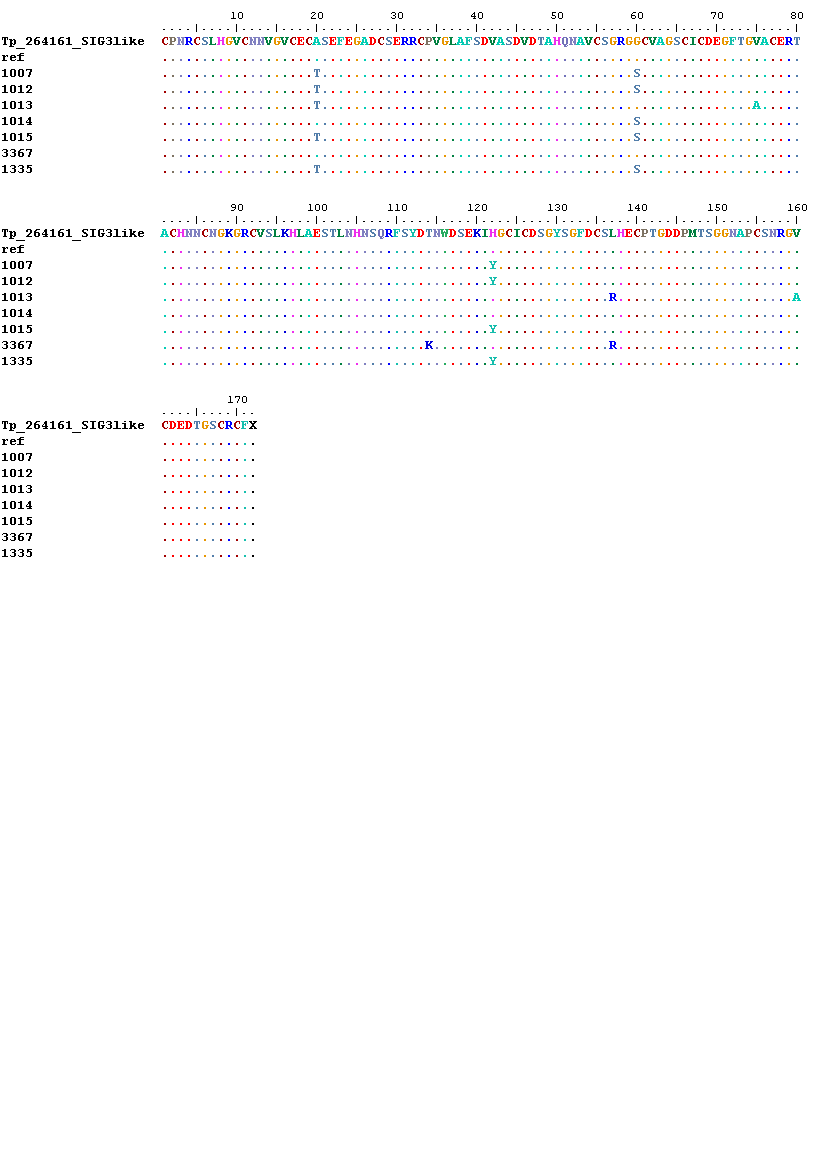 10 20 30 40 50 60 70 80
....|....|....|....|....|....|....|....|....|....|....|....|....|....|....|....|
Tp_264161_SIG3like CPNRCSLHGVCNNVGVCECASEFEGADCSERRCPVGLAFSDVASDVDTAHQNAVCSGRGGCVAGSCICDEGFTGVACERT
ref ................................................................................
1007 ...................T.......................................S....................
1012 ...................T.......................................S....................
1013 ...................T......................................................A.....
1014 ...........................................................S....................
1015 ...................T.......................................S....................
3367 ................................................................................
1335 ...................T.......................................S....................
90 100 110 120 130 140 150 160
....|....|....|....|....|....|....|....|....|....|....|....|....|....|....|....|
Tp_264161_SIG3like ACHNNCNGKGRCVSLKHLAESTLNHNSQRFSYDTNWDSEKIHGCICDSGYSGFDCSLHECPTGDDPMTSGGNAPCSNRGV
ref ................................................................................
1007 .........................................Y......................................
1012 .........................................Y......................................
1013 ........................................................R......................A
1014 ................................................................................
1015 .........................................Y......................................
3367 .................................K......................R.......................
1335 .........................................Y......................................
170
....|....|..
Tp_264161_SIG3like CDEDTGSCRCFX
ref ............
1007 ............
1012 ............
1013 ............
1014 ............
1015 ............
3367 ............
1335 ............